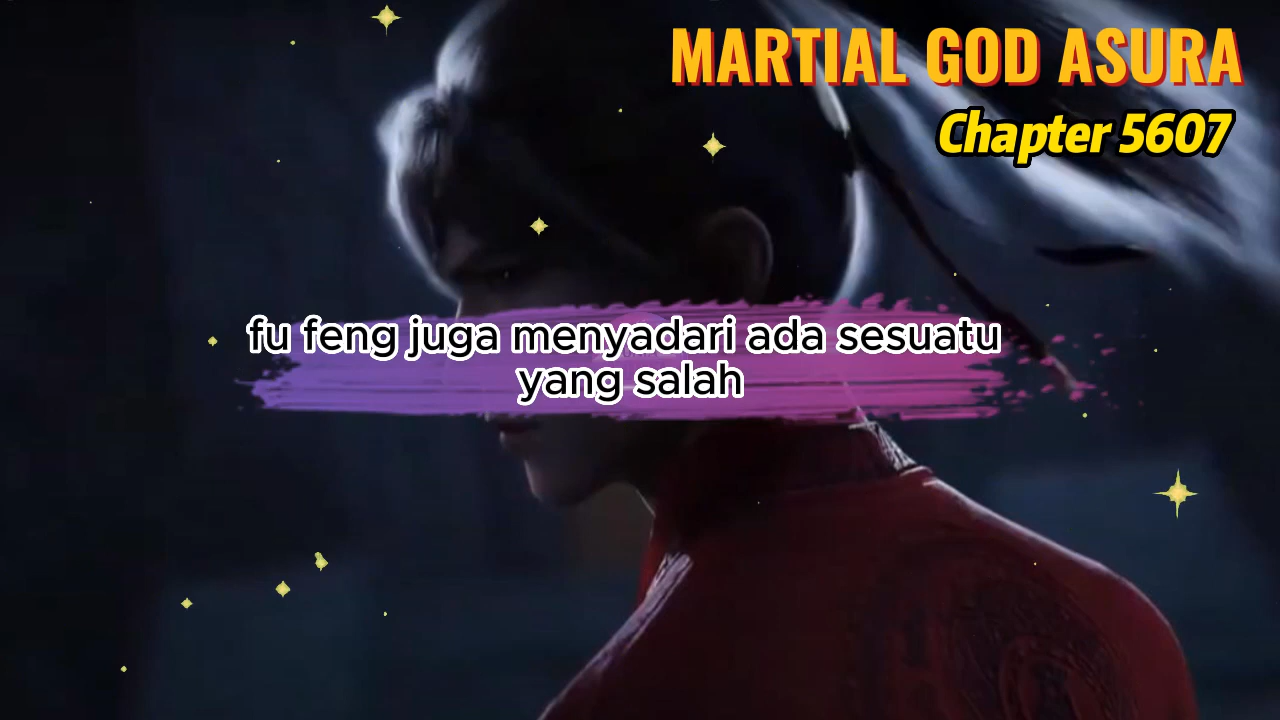 MARTIAL GOD ASURA
Chapter 5607
fu feng juga menyadari ada sesuatu
yang salah